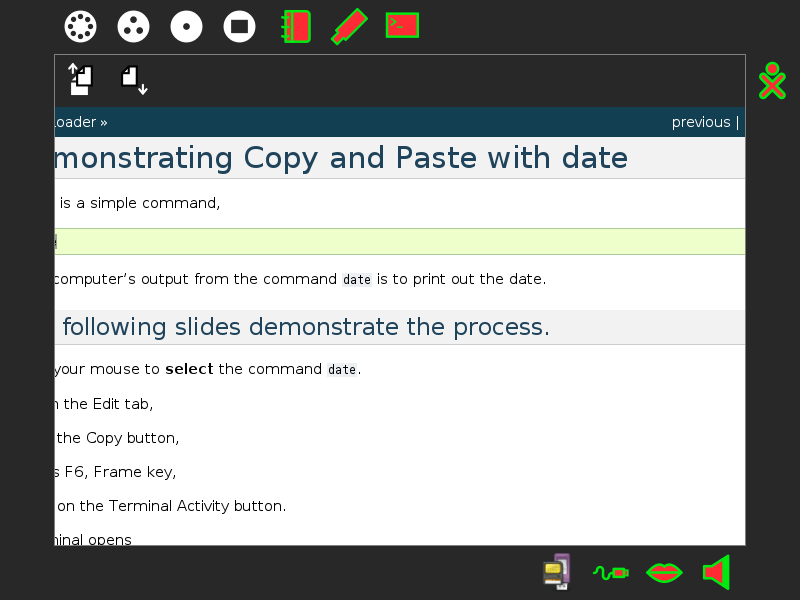 oader »
previous |
monstrating Copy and Paste with date
is a simple command,
computer's output from the command date is to print out the date.
following slides demonstrate the process.
your mouse to select the command date.
the Edit tab,
the Copy button,
s F6, Frame key,
on the Terminal Activity button.
minal opens